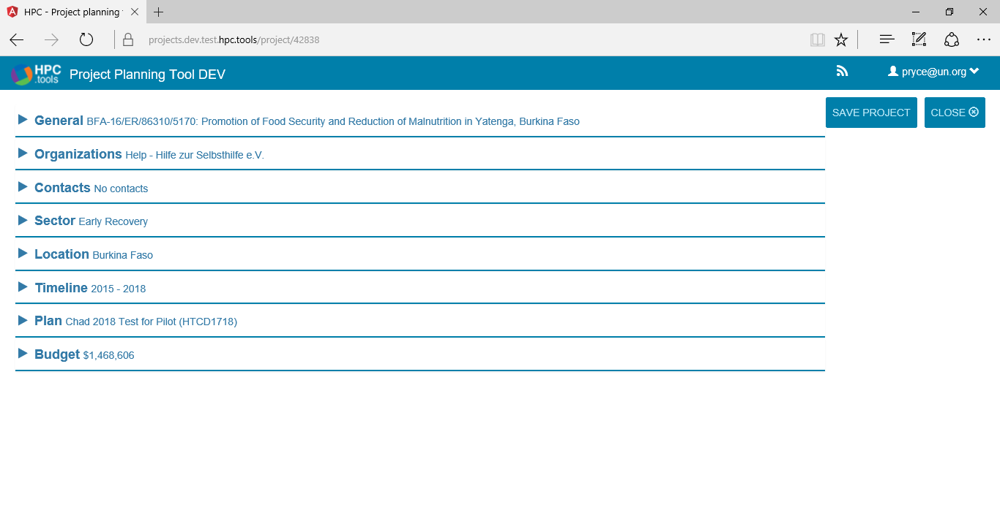 HPC - Project planning
projects.dev.test.hpc.tools/project/42838
HPC
.tools
Project Planning Tool DEV
pryce@un.org
SAVE PROJECT
CLOSE
General BFA-16/ER/86310/5170: Promotion of Food Security and Reduction of Malnutrition in Yatenga, Burkina Faso
Organizations Help - Hilfe zur Selbsthilfe e.V.
Contacts No contacts
Sector Early Recovery
Location Burkina Faso
Timeline 2015 - 2018
Plan Chad 2018 Test for Pilot (HTCD1718)
Budget $1,468,606